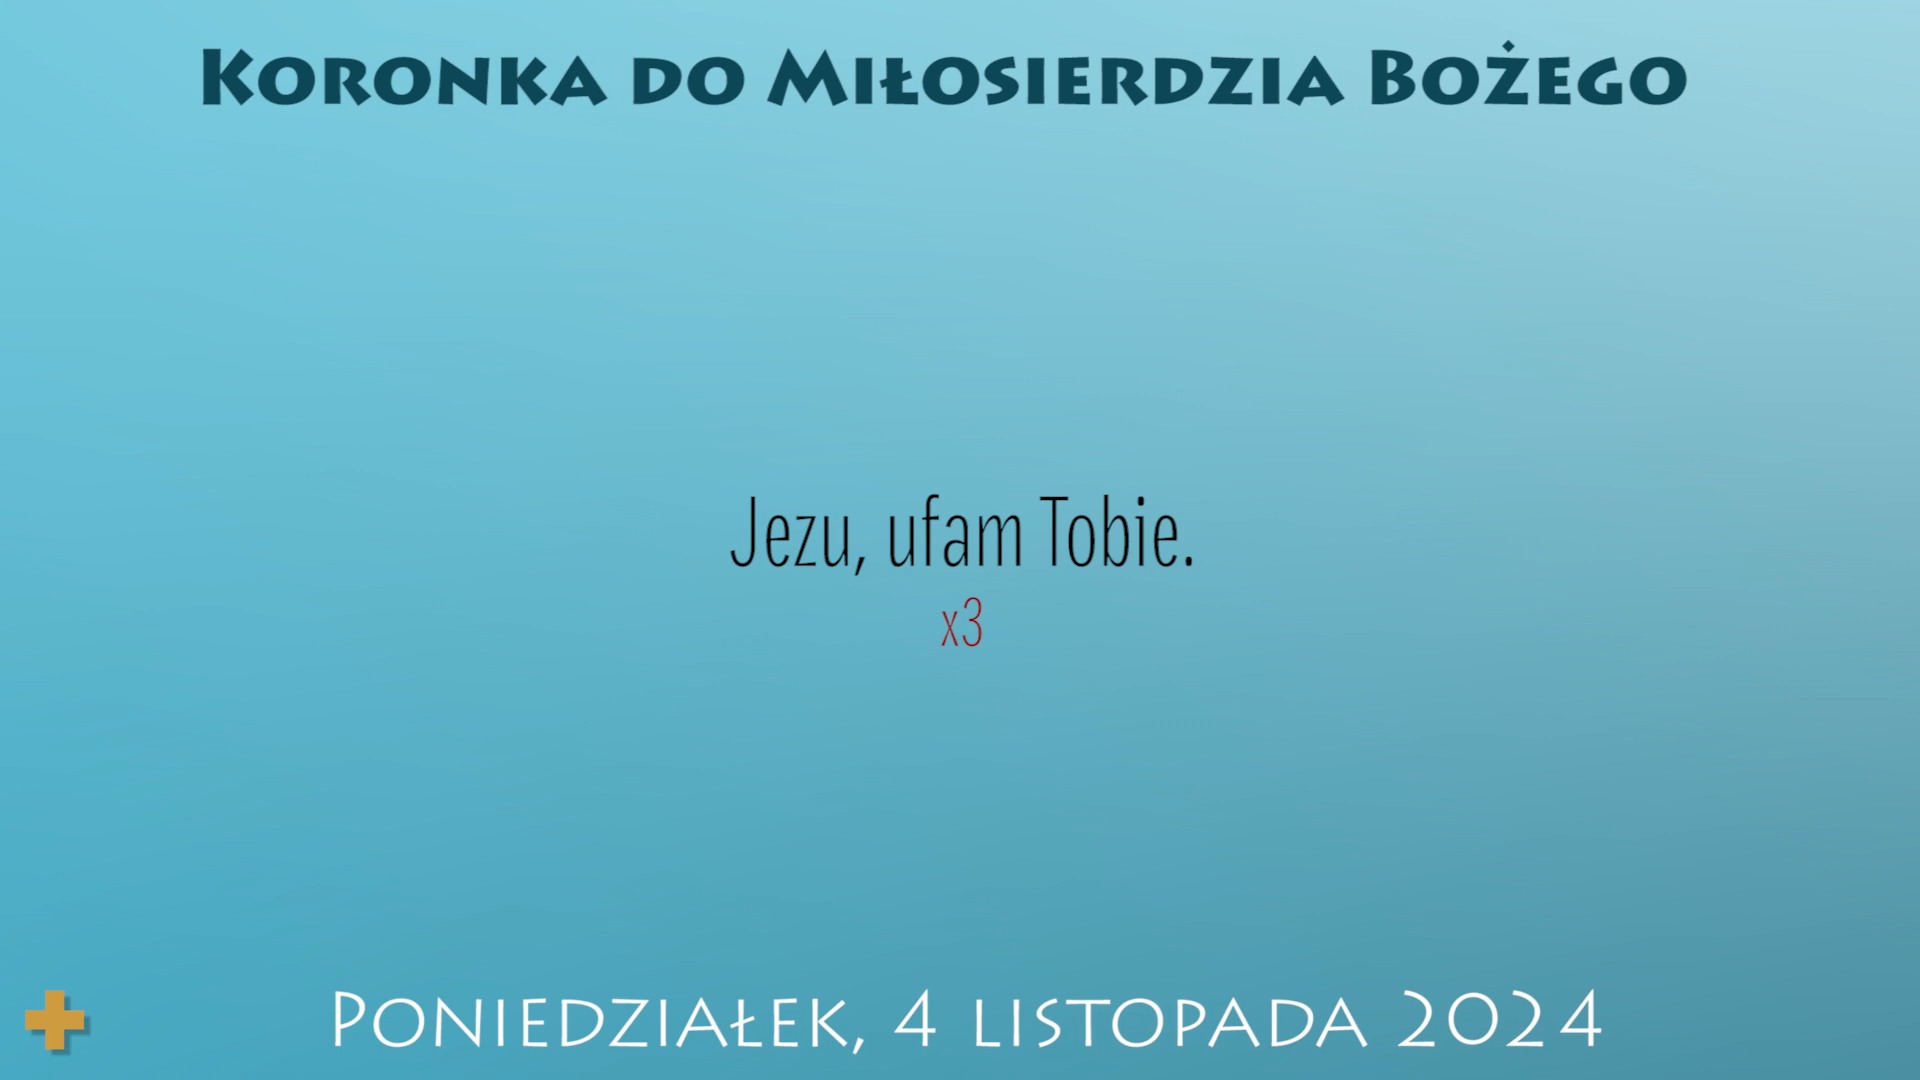 Koronka do Miłosierdzia Bożego
Jezu, ufam Tobie.
x3
Poniedziałek, 4 listopada 2024